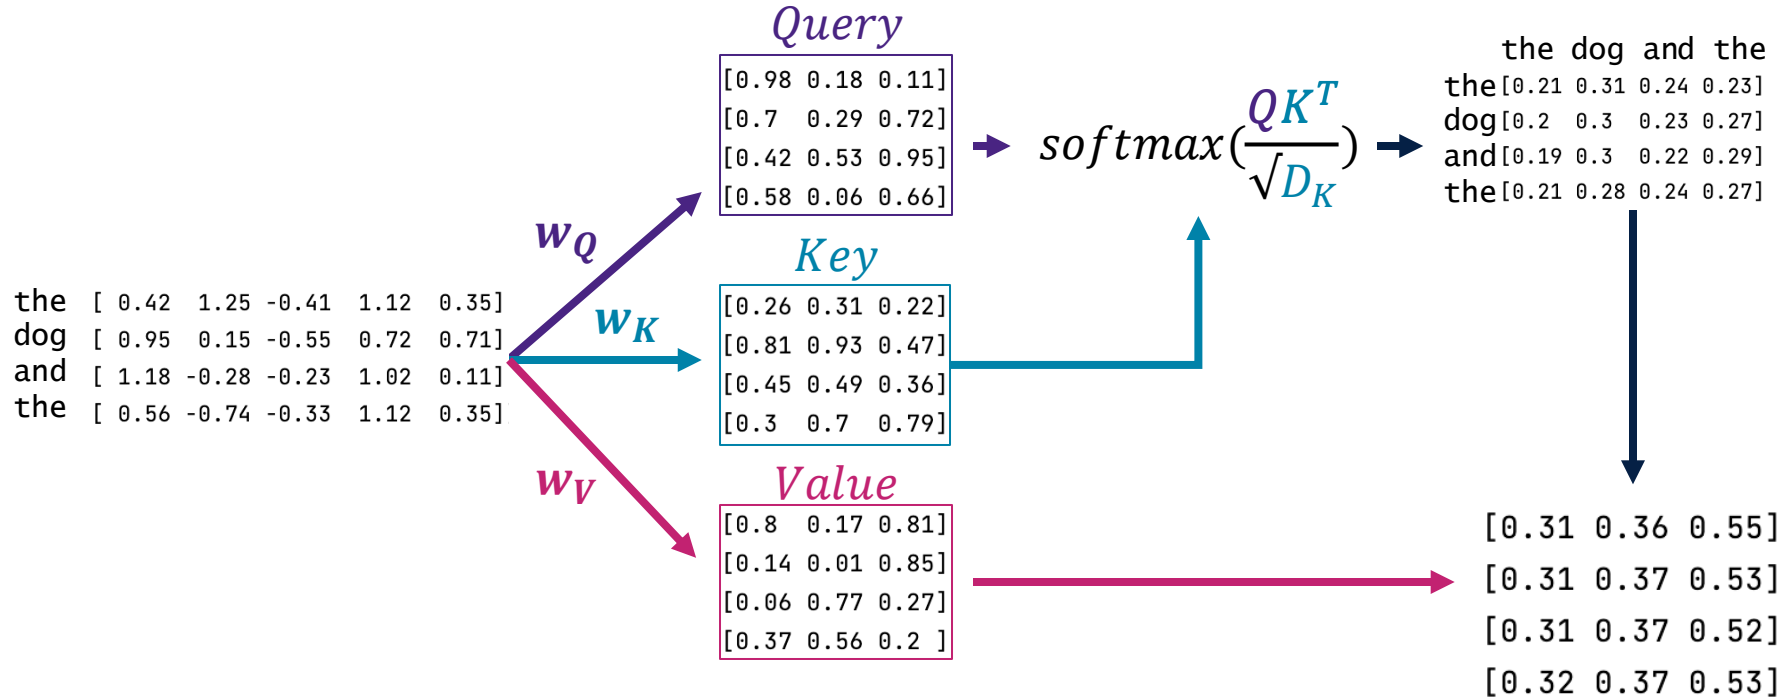 the [ 0.42 1.25 -0.41 1.12 0.35]
dog [ 0.95 0.15 -0.55 0.72 0.71]
and [ 1.18 -0.28 -0.23 1.02 0.11]
the [ 0.56 -0.74 -0.33 1.12 0.35]
w_Q
w_K
w_V
Query
[0.98 0.18 0.11]
[0.7 0.29 0.72]
[0.42 0.53 0.95]
[0.58 0.06 0.66]
Key
[0.26 0.31 0.22]
[0.81 0.93 0.47]
[0.45 0.49 0.36]
[0.3 0.7 0.79]
Value
[0.8 0.17 0.81]
[0.14 0.01 0.85]
[0.06 0.77 0.27]
[0.37 0.56 0.2 ]
softmax(QK^T/√D_K)
the dog and the
the[0.21 0.31 0.24 0.23]
dog[0.2 0.3 0.23 0.27]
and[0.19 0.3 0.22 0.29]
the[0.21 0.28 0.24 0.27]
[0.31 0.36 0.55]
[0.31 0.37 0.53]
[0.31 0.37 0.52]
[0.32 0.37 0.53]